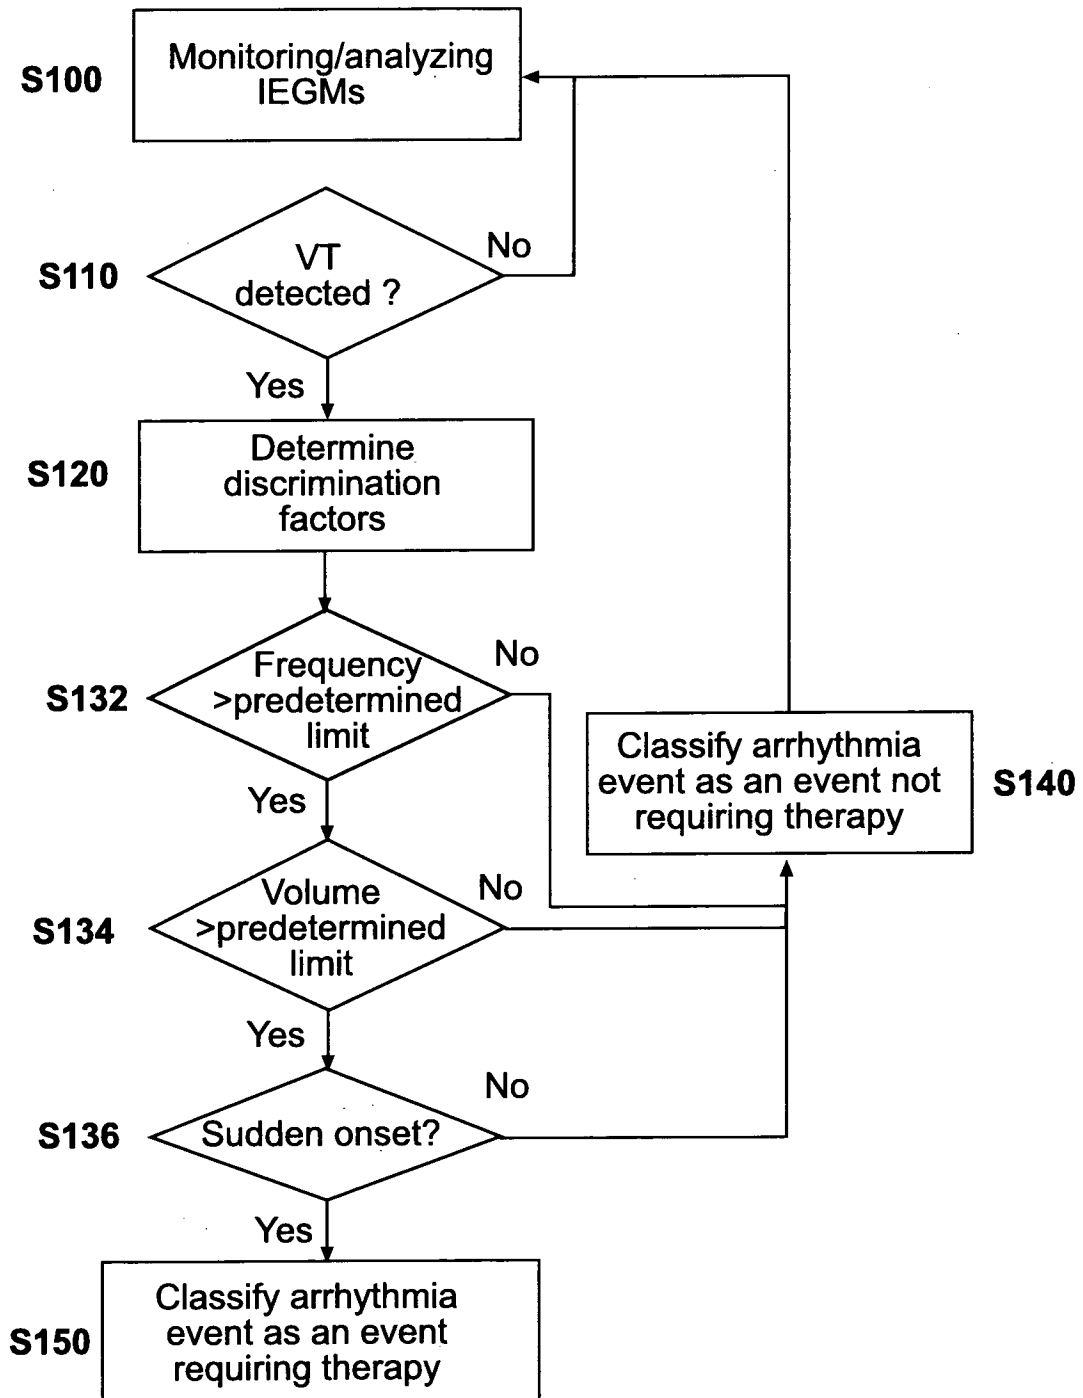 S100
Monitoring/analyzing
IEGMs
S110
VT
detected ?
No
Yes
S120
Determine
discrimination
factors
S132
Frequency
>predetermined
limit
No
Yes
Classify arrhythmia
event as an event not
requiring therapy
S140
S134
Volume
>predetermined
limit
No
Yes
S136
Sudden onset?
No
Yes
S150
Classify arrhythmia
event as an event
requiring therapy